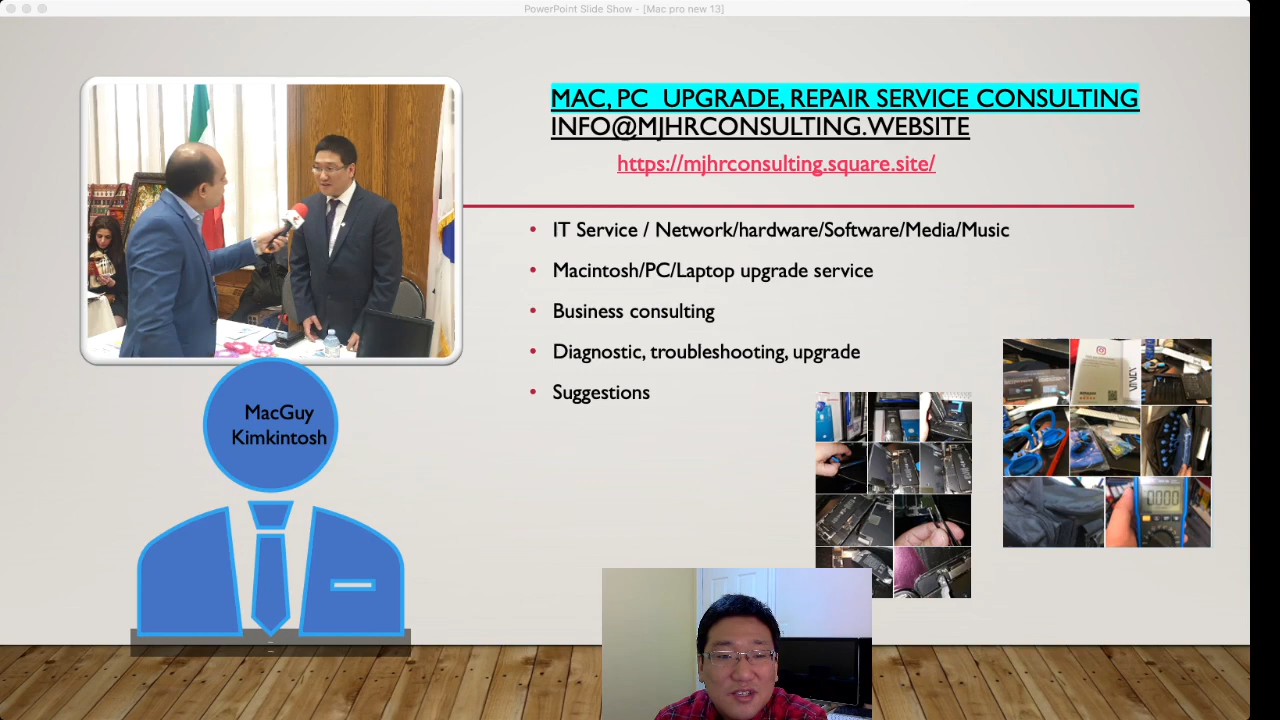 PowerPoint Slide Show - [Mac pro new 13]
MAC, PC UPGRADE, REPAIR SERVICE CONSULTING
INFO@MJHRCONSULTING.WEBSITE
https://mjhrconsulting.square.site/
• IT Service / Network/hardware/Software/Media/Music
• Macintosh/PC/Laptop upgrade service
• Business consulting
• Diagnostic, troubleshooting, upgrade
• Suggestions
MacGuy
Kimkintosh
0.000